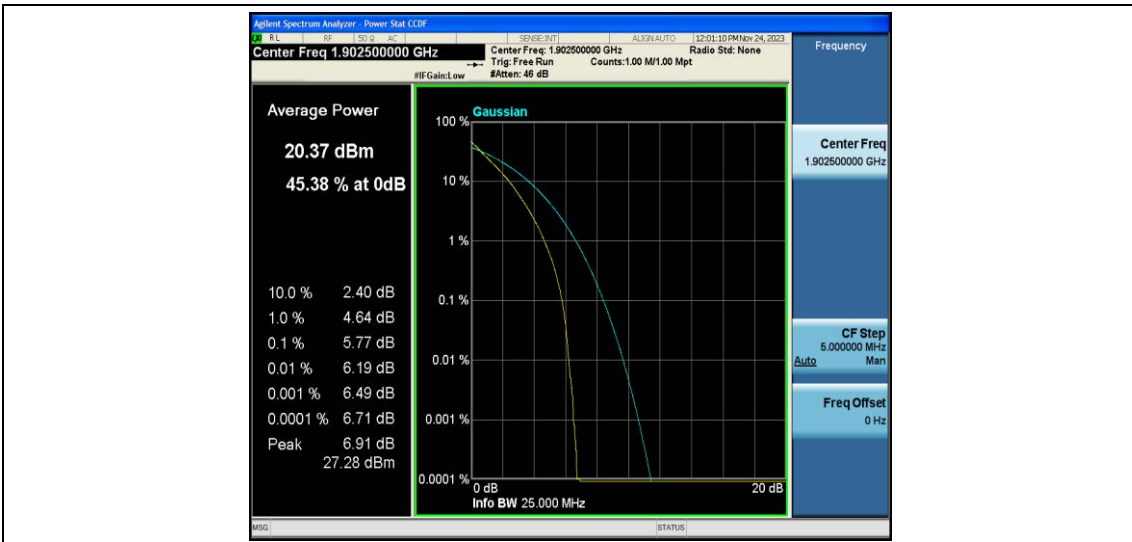 Agilent Spectrum Analyzer - Power Stat CCDF
LXI RL RF 50 Ω AC SENSE:INT ALIGNAUTO 12:01:10 PM Nov 24, 2023
Center Freq 1.902500000 GHz
Center Freq: 1.902500000 GHz Radio Std: None
Trig: Free Run Counts:1.00 M/1.00 Mpt
#IFGain:Low #Atten: 46 dB
Frequency
Average Power
20.37 dBm
45.38 % at 0dB
10.0 % 2.40 dB
1.0 % 4.64 dB
0.1 % 5.77 dB
0.01 % 6.19 dB
0.001 % 6.49 dB
0.0001 % 6.71 dB
Peak 6.91 dB
27.28 dBm
Gaussian
100 %
10 %
1 %
0.1 %
0.01 %
0.001 %
0.0001 %
0 dB 20 dB
Info BW 25.000 MHz
Center Freq
1.902500000 GHz
CF Step
5.000000 MHz
Auto Man
Freq Offset
0 Hz
MSG STATUS